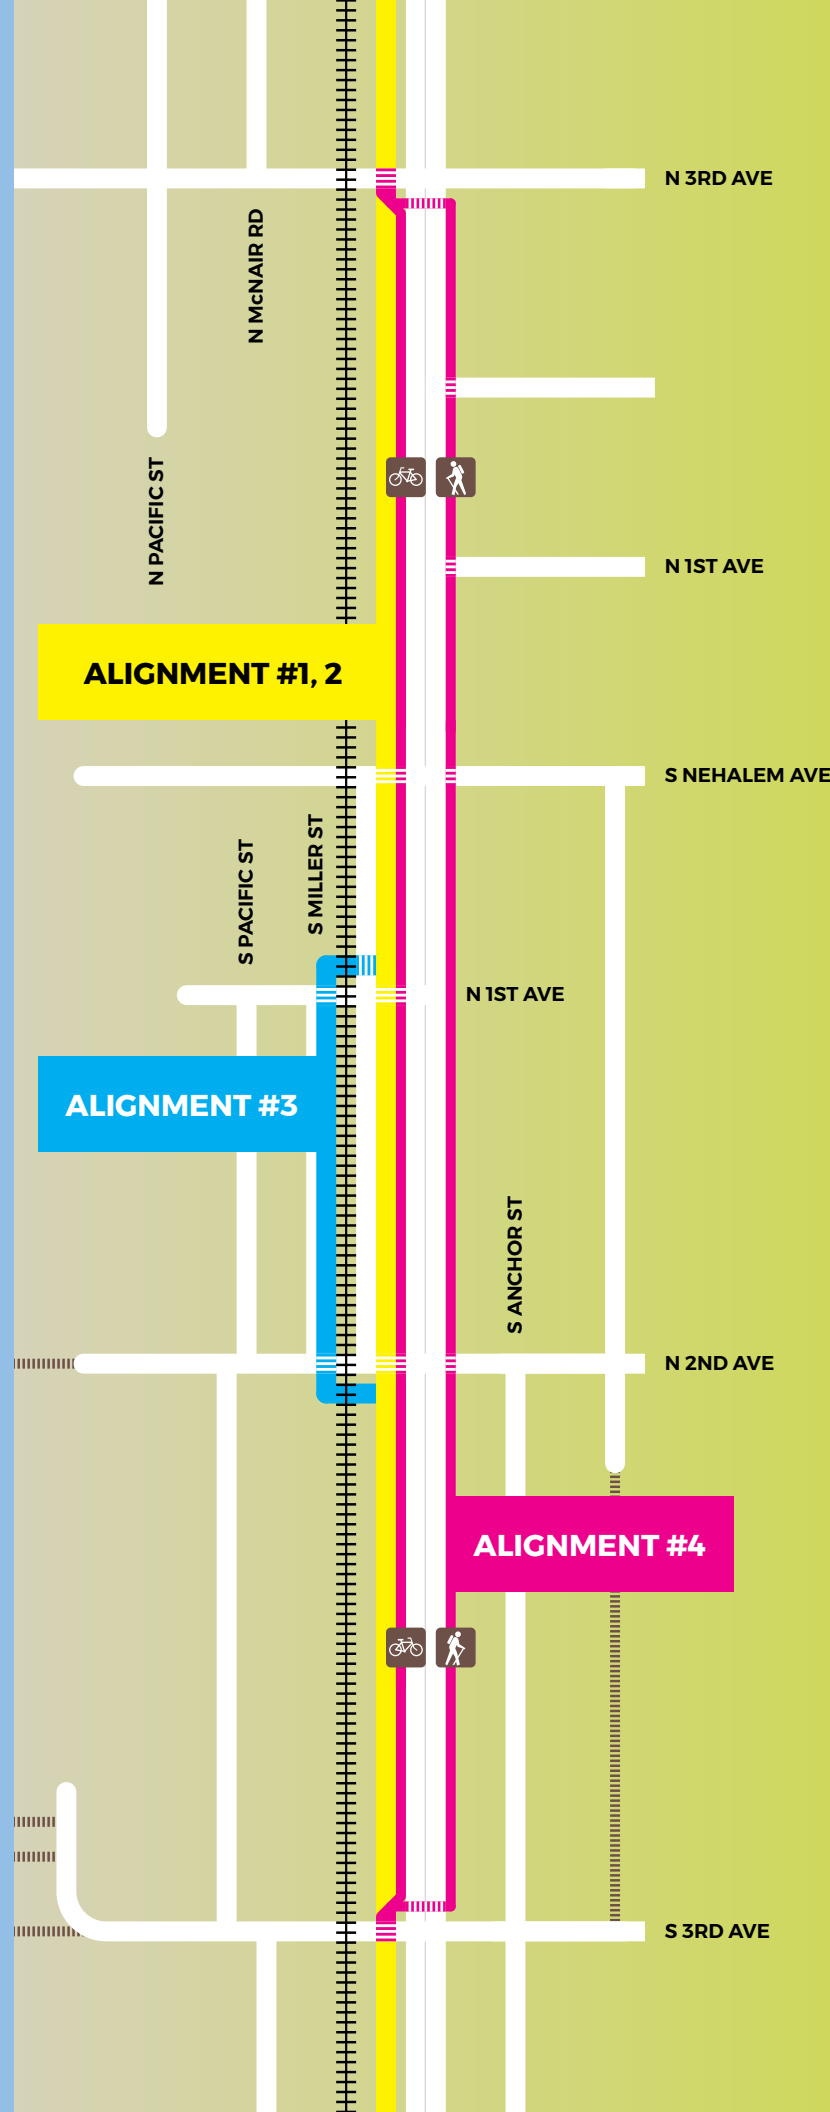 N 3RD AVE
N McNAIR RD
N PACIFIC ST
N 1ST AVE
ALIGNMENT #1, 2
S NEHALEM AVE
S MILLER ST
S PACIFIC ST
N 1ST AVE
ALIGNMENT #3
S ANCHOR ST
N 2ND AVE
ALIGNMENT #4
S 3RD AVE